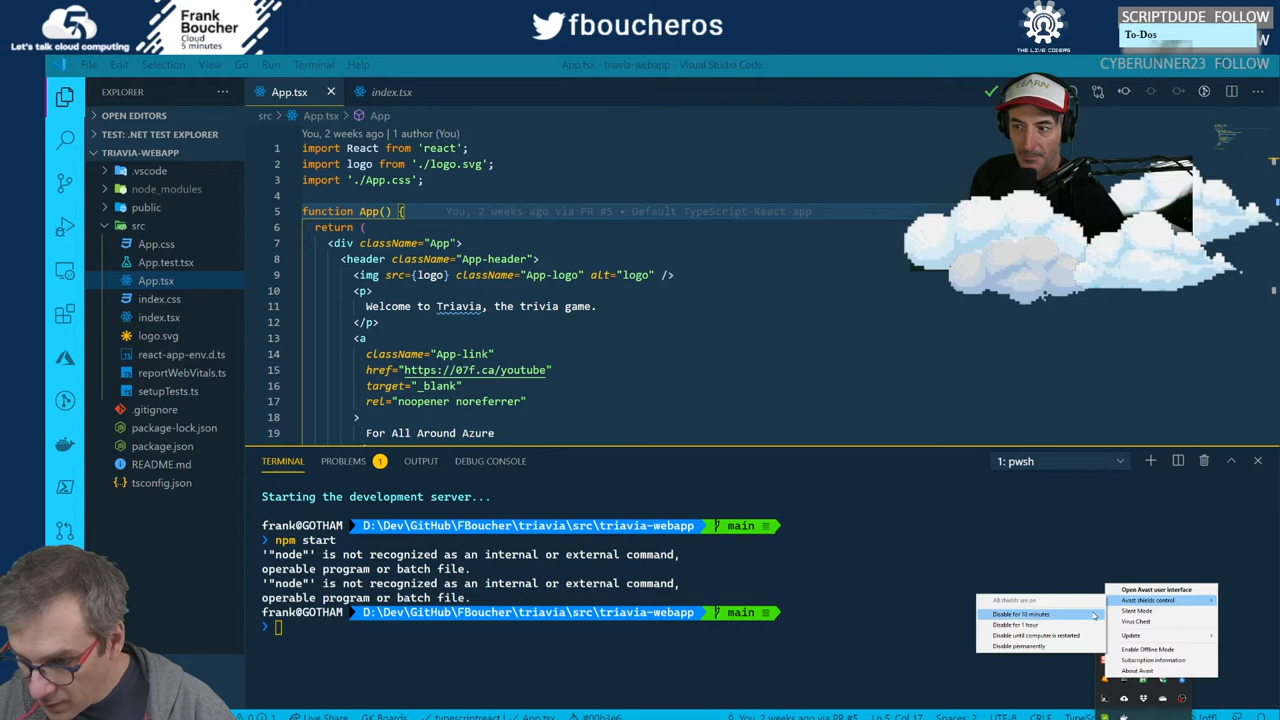 Let's talk cloud computing
Frank
Boucher
Cloud
5 minutes
fboucheros
THE LIVE CODERS
SCRIPTDUDE FOLLOW
To-Dos
CYBERUNNER23 FOLLOW
LEARN
File Edit Selection View Go Run Terminal Help
App.tsx - triavia-webapp - Visual Studio Code
EXPLORER
OPEN EDITORS
TEST: .NET TEST EXPLORER
TRIAVIA-WEBAPP
.vscode
node_modules
public
src
App.css
App.test.tsx
App.tsx
index.css
index.tsx
logo.svg
react-app-env.d.ts
reportWebVitals.ts
setupTests.ts
.gitignore
package-lock.json
package.json
README.md
tsconfig.json
App.tsx
index.tsx
src > App.tsx > App
You, 2 weeks ago | 1 author (You)
1 import React from 'react';
2 import logo from './logo.svg';
3 import './App.css';
4
5 function App() { You, 2 weeks ago via PR #5 • Default TypeScript-React app
6 return (
7 <div className="App">
8 <header className="App-header">
9 <img src={logo} className="App-logo" alt="logo" />
10 <p>
11 Welcome to Triavia, the trivia game.
12 </p>
13 <a
14 className="App-link"
15 href="https://07f.ca/youtube"
16 target="_blank"
17 rel="noopener noreferrer"
18 >
19 For All Around Azure
TERMINAL PROBLEMS 1 OUTPUT DEBUG CONSOLE
1: pwsh
Starting the development server...
frank@GOTHAM D:\Dev\GitHub\FBoucher\triavia\src\triavia-webapp main
> npm start
'"node"' is not recognized as an internal or external command,
operable program or batch file.
'"node"' is not recognized as an internal or external command,
operable program or batch file.
frank@GOTHAM D:\Dev\GitHub\FBoucher\triavia\src\triavia-webapp main
>
All shields are on
Disable for 10 minutes
Disable for 1 hour
Disable until computer is restarted
Disable permanently
Open Avast user interface
Avast shields control
Silent Mode
Virus Chest
Update
Enable Offline Mode
Subscription information
About Avast
Live Share GK Boards typescriptreact App.tsx #00b3e6
You, 2 weeks ago via PR #5 Ln 5, Col 17 Spaces: 2 UTF-8 CRLF